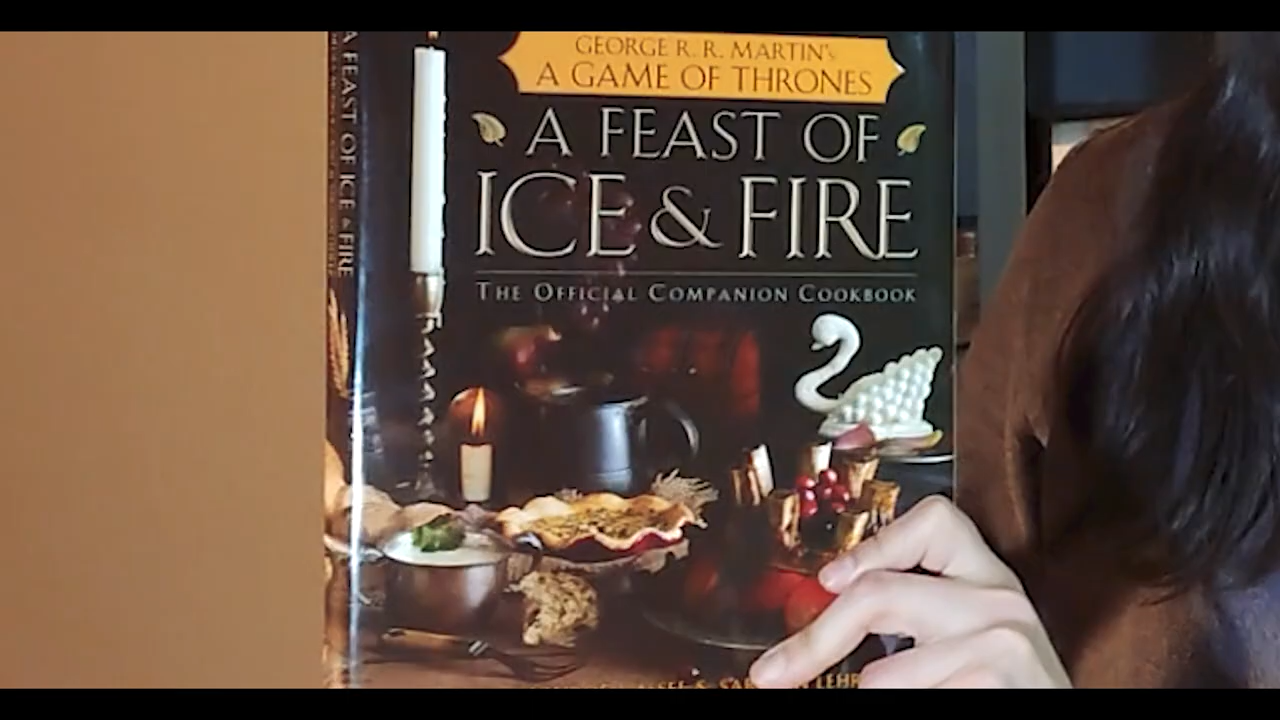 GEORGE R. R. MARTIN's
A GAME OF THRONES
A FEAST OF
ICE & FIRE
THE OFFICIAL COMPANION COOKBOOK
A FEAST OF ICE & FIRE